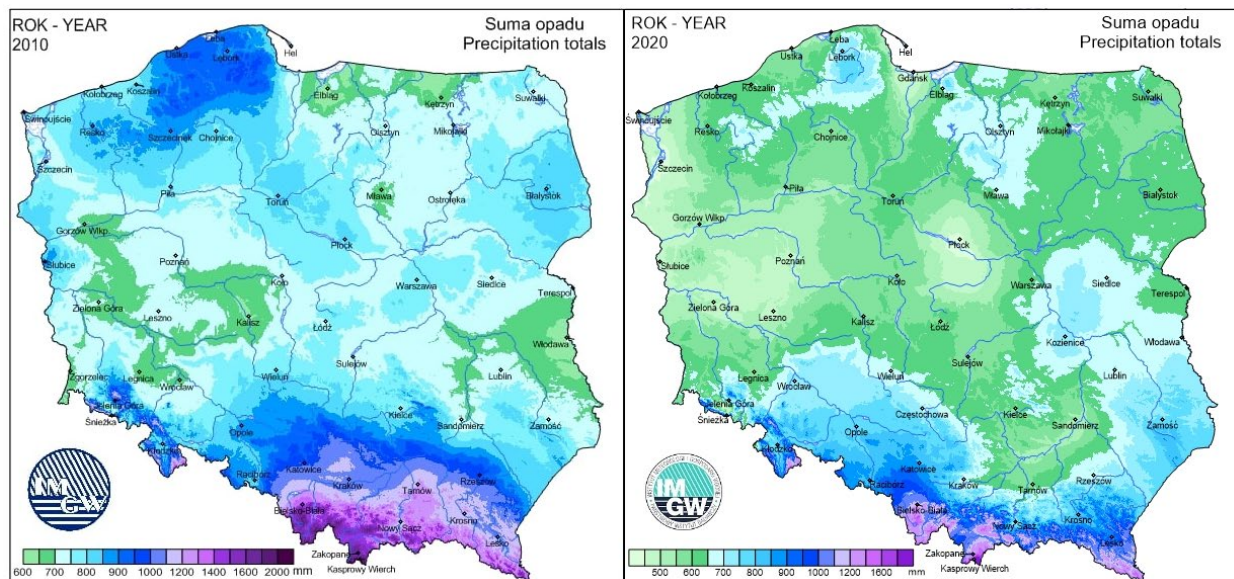 ROK - YEAR
2010
Suma opadu
Precipitation totals
Łeba
Ustka
Lębork
Hel
Kołobrzeg
Koszalin
Elbląg
Kętrzyn
Suwałki
Świnoujście
Resko
Szczecinek
Chojnice
Olsztyn
Mikołajki
Szczecin
Piła
Toruń
Mława
Ostrołęka
Białystok
Gorzów Wlkp.
Płock
Słubice
Poznań
Koło
Warszawa
Siedlce
Terespol
Zielona Góra
Leszno
Kalisz
Łódź
Włodawa
Sulejów
Zgorzelec
Legnica
Wrocław
Wieluń
Lublin
Jelenia Góra
Śnieżka
Kielce
Sandomierz
Zamość
Opole
Kłodzko
Katowice
Racibórz
Kraków
Tarnów
Rzeszów
Bielsko-Biała
Nowy Sącz
Krosno
Lesko
Zakopane
Kasprowy Wierch
IM
GW
600 700 800 900 1000 1200 1600 2000 mm
ROK - YEAR
2020
Suma opadu
Precipitation totals
Łeba
Ustka
Lębork
Hel
Gdańsk
Kołobrzeg
Koszalin
Elbląg
Kętrzyn
Suwałki
Świnoujście
Resko
Chojnice
Olsztyn
Mikołajki
Szczecin
Piła
Toruń
Mława
Białystok
Gorzów Wlkp.
Płock
Słubice
Poznań
Koło
Warszawa
Siedlce
Terespol
Zielona Góra
Leszno
Kalisz
Łódź
Kozienice
Włodawa
Sulejów
Legnica
Wrocław
Wieluń
Lublin
Jelenia Góra
Śnieżka
Częstochowa
Kielce
Sandomierz
Zamość
Opole
Kłodzko
Katowice
Racibórz
Kraków
Tarnów
Rzeszów
Bielsko-Biała
Nowy Sącz
Krosno
Lesko
Zakopane
Kasprowy Wierch
IM
GW
500 600 700 800 900 1000 1200 1600 mm